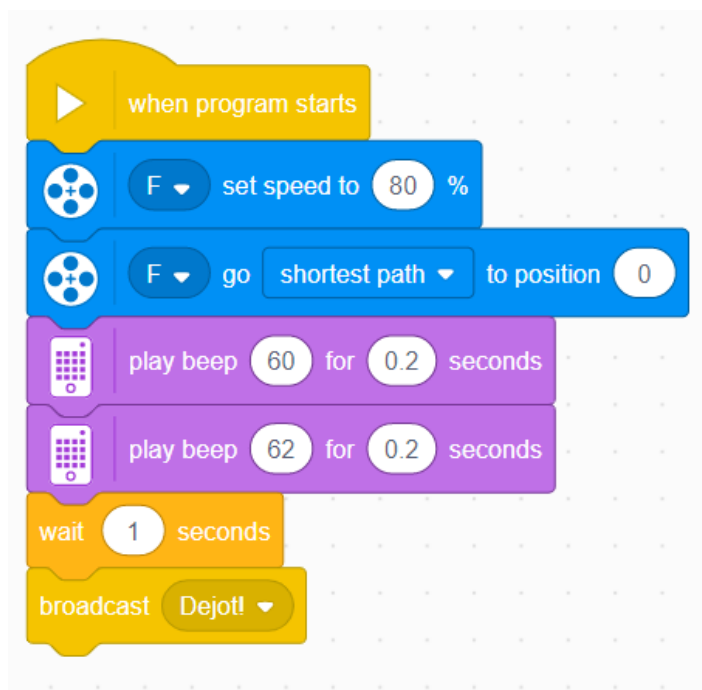 when program starts
F set speed to 80 %
F go shortest path to position 0
play beep 60 for 0.2 seconds
play beep 62 for 0.2 seconds
wait 1 seconds
broadcast Dejot!